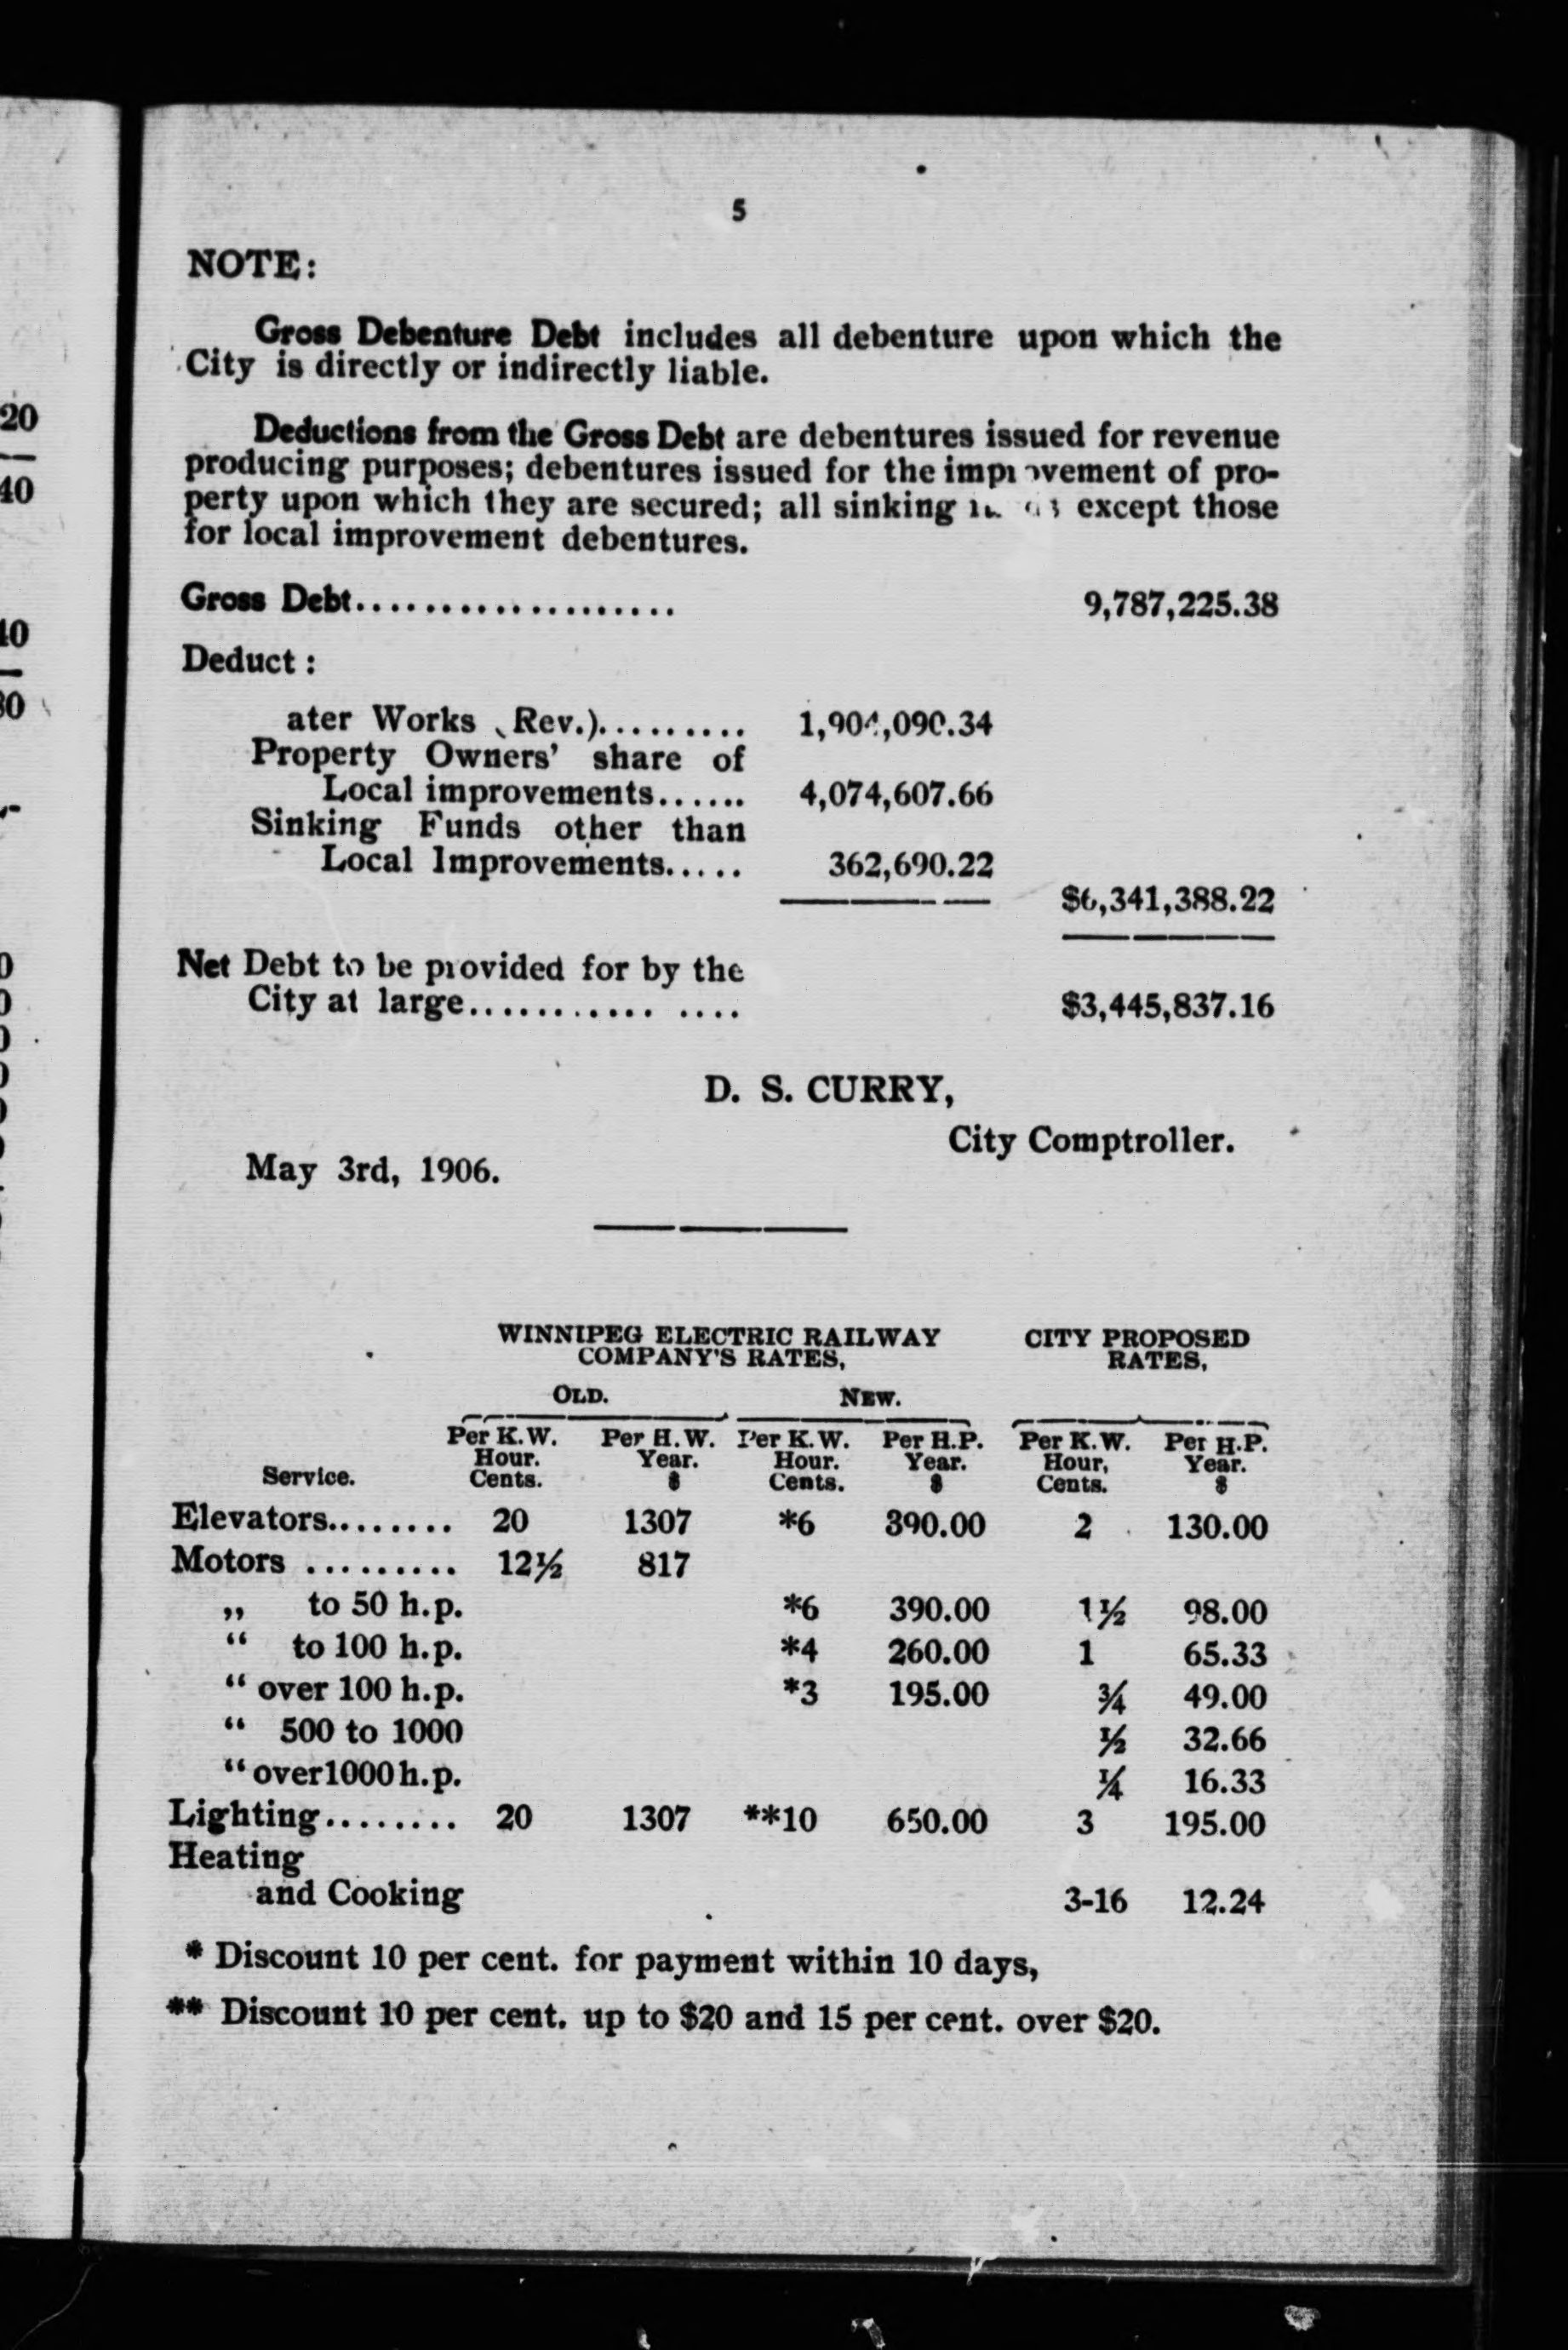 5
NOTE:
Gross Debenture Debt includes all debenture upon which the
City is directly or indirectly liable.
Deductions from the Gross Debt are debentures issued for revenue
producing purposes; debentures issued for the improvement of pro-
perty upon which they are secured; all sinking except those
for local improvement debentures.
Gross Debt.................... 9,787,225.38
Deduct:
ater Works (Rev.).......... 1,904,090.34
Property Owners' share of
Local improvements....... 4,074,607.66
Sinking Funds other than
Local Improvements..... 362,690.22
$6,341,388.22
Net Debt to be provided for by the
City at large........... .... $3,445,837.16
D. S. CURRY,
City Comptroller.
May 3rd, 1906.
WINNIPEG ELECTRIC RAILWAY CITY PROPOSED
COMPANY'S RATES, RATES,
OLD. NEW.
Per K.W. Per H.W. Per K.W. Per H.P. Per K.W. Per H.P.
Hour. Year. Hour. Year. Hour, Year.
Service. Cents. $ Cents. $ Cents. $
Elevators........ 20 1307 *6 390.00 2 130.00
Motors ......... 12½ 817
„ to 50 h.p. *6 390.00 1½ 98.00
“ to 100 h.p. *4 260.00 1 65.33
“ over 100 h.p. *3 195.00 ¾ 49.00
“ 500 to 1000 ½ 32.66
“over1000h.p. ¼ 16.33
Lighting........ 20 1307 **10 650.00 3 195.00
Heating
and Cooking 3-16 12.24
* Discount 10 per cent. for payment within 10 days,
** Discount 10 per cent. up to $20 and 15 per cent. over $20.
20
40
40
30